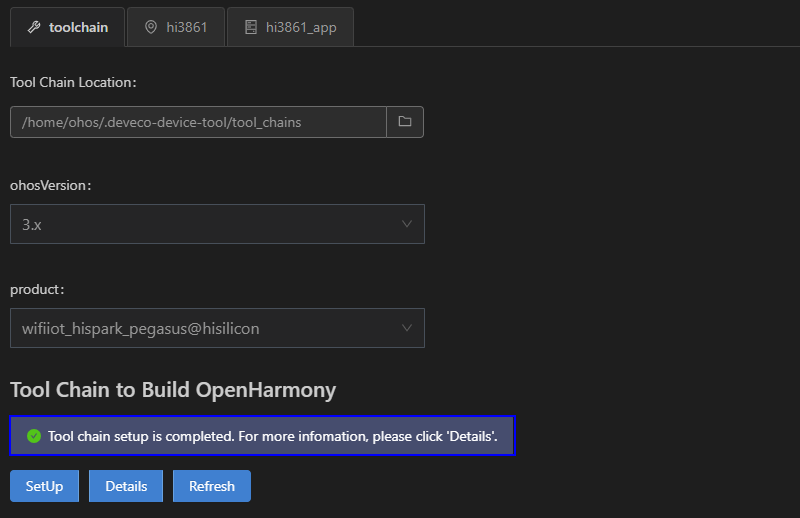 toolchain hi3861 hi3861_app
Tool Chain Location:
/home/ohos/.deveco-device-tool/tool_chains
ohosVersion:
3.x
product:
wifiiot_hispark_pegasus@hisilicon
Tool Chain to Build OpenHarmony
Tool chain setup is completed. For more infomation, please click 'Details'.
SetUp Details Refresh